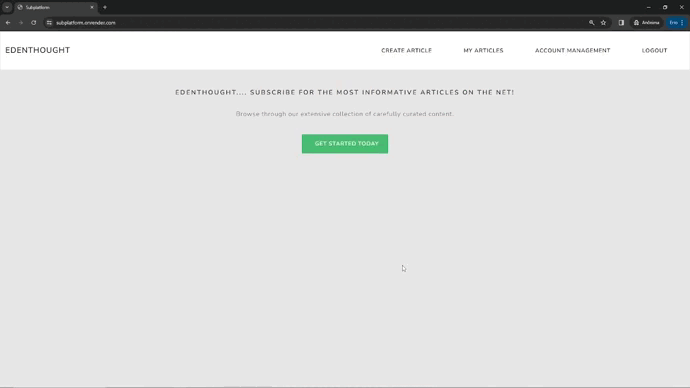 Subplatform
subplatform.onrender.com
EDENTHOUGHT
CREATE ARTICLE
MY ARTICLES
ACCOUNT MANAGEMENT
LOGOUT
EDENTHOUGHT.... SUBSCRIBE FOR THE MOST INFORMATIVE ARTICLES ON THE NET!
Browse through our extensive collection of carefully curated content.
GET STARTED TODAY